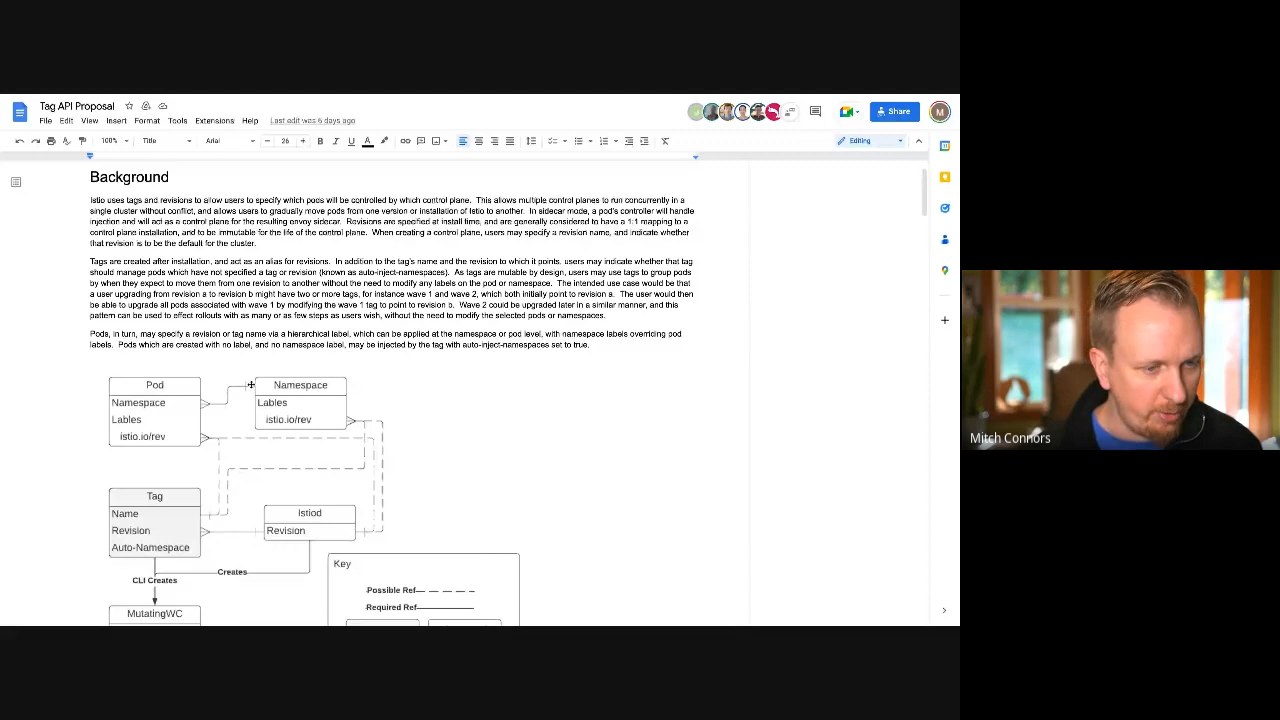 Tag API Proposal
File Edit View Insert Format Tools Extensions Help Last edit was 6 days ago
Share
M
100% Title Arial 26 B I U A Editing
Background
Istio uses tags and revisions to allow users to specify which pods will be controlled by which control plane. This allows multiple control planes to run concurrently in a
single cluster without conflict, and allows users to gradually move pods from one version or installation of Istio to another. In sidecar mode, a pod's controller will handle
injection and will act as a control plane for the resulting envoy sidecar. Revisions are specified at install time, and are generally considered to have a 1:1 mapping to a
control plane installation, and to be immutable for the life of the control plane. When creating a control plane, users may specify a revision name, and indicate whether
that revision is to be the default for the cluster.
Tags are created after installation, and act as an alias for revisions. In addition to the tag's name and the revision to which it points, users may indicate whether that tag
should manage pods which have not specified a tag or revision (known as auto-inject-namespaces). As tags are mutable by design, users may use tags to group pods
by when they expect to move them from one revision to another without the need to modify any labels on the pod or namespace. The intended use case would be that
a user upgrading from revision a to revision b might have two or more tags, for instance wave 1 and wave 2, which both initially point to revision a. The user would then
be able to upgrade all pods associated with wave 1 by modifying the wave 1 tag to point to revision b. Wave 2 could be upgraded later in a similar manner, and this
pattern can be used to effect rollouts with as many or as few steps as users wish, without the need to modify the selected pods or namespaces.
Pods, in turn, may specify a revision or tag name via a hierarchical label, which can be applied at the namespace or pod level, with namespace labels overriding pod
labels. Pods which are created with no label, and no namespace label, may be injected by the tag with auto-inject-namespaces set to true.
Pod
Namespace
Lables
istio.io/rev
Namespace
Lables
istio.io/rev
Tag
Name
Revision
Auto-Namespace
Istiod
Revision
Creates
CLI Creates
MutatingWC
Key
Possible Ref
Required Ref
Mitch Connors